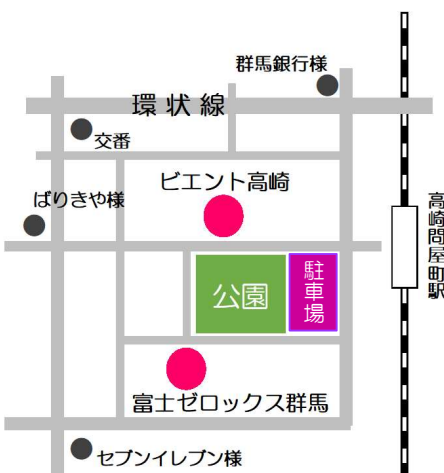 群馬銀行様
環状線
交番
ビエント高崎
ばりきや様
高崎問屋町駅
駐車場
公園
富士ゼロックス群馬
セブンイレブン様